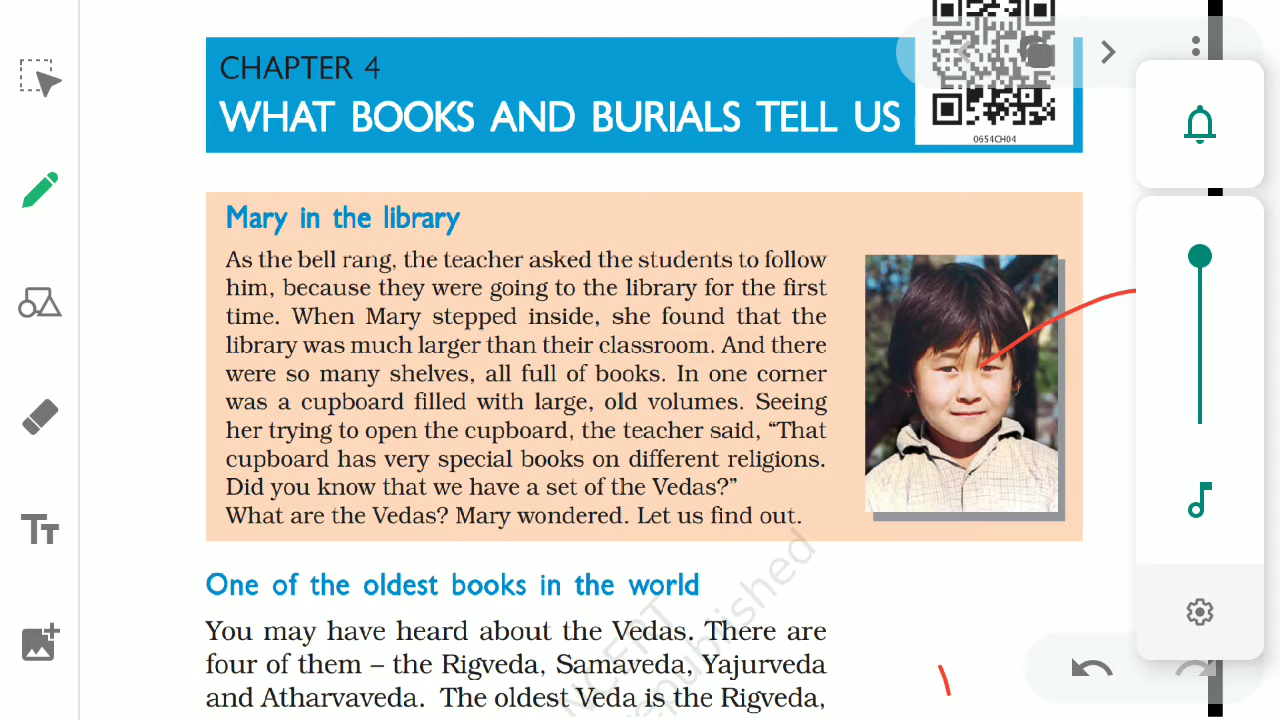 CHAPTER 4
WHAT BOOKS AND BURIALS TELL US
0654CH04
Mary in the library
As the bell rang, the teacher asked the students to follow
him, because they were going to the library for the first
time. When Mary stepped inside, she found that the
library was much larger than their classroom. And there
were so many shelves, all full of books. In one corner
was a cupboard filled with large, old volumes. Seeing
her trying to open the cupboard, the teacher said, “That
cupboard has very special books on different religions.
Did you know that we have a set of the Vedas?”
What are the Vedas? Mary wondered. Let us find out.
One of the oldest books in the world
You may have heard about the Vedas. There are
four of them – the Rigveda, Samaveda, Yajurveda
and Atharvaveda. The oldest Veda is the Rigveda,
NCERT
republished
Tт